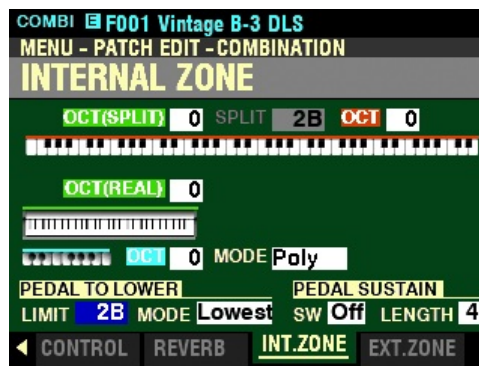 COMBI E F001 Vintage B-3 DLS
MENU - PATCH EDIT - COMBINATION
INTERNAL ZONE
OCT(SPLIT) 0 SPLIT 2B OCT 0
OCT(REAL) 0
OCT 0 MODE Poly
PEDAL TO LOWER PEDAL SUSTAIN
LIMIT 2B MODE Lowest SW Off LENGTH 4
CONTROL REVERB INT.ZONE EXT.ZONE